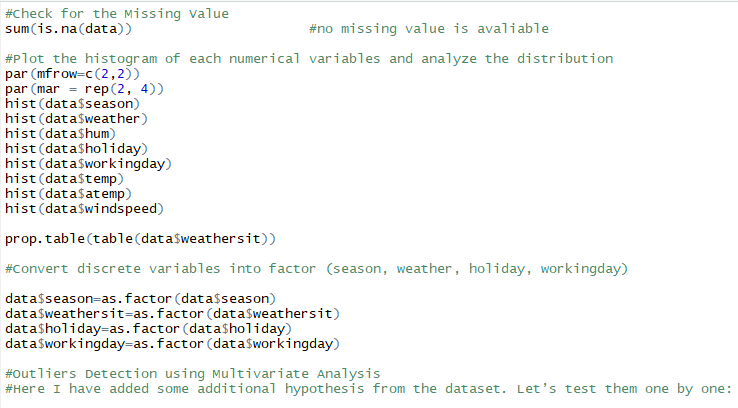 #Check for the Missing Value
sum(is.na(data)) #no missing value is avaliable
#Plot the histogram of each numerical variables and analyze the distribution
par(mfrow=c(2,2))
par(mar = rep(2, 4))
hist(data$season)
hist(data$weather)
hist(data$hum)
hist(data$holiday)
hist(data$workingday)
hist(data$temp)
hist(data$atemp)
hist(data$windspeed)
prop.table(table(data$weathersit))
#Convert discrete variables into factor (season, weather, holiday, workingday)
data$season=as.factor(data$season)
data$weathersit=as.factor(data$weathersit)
data$holiday=as.factor(data$holiday)
data$workingday=as.factor(data$workingday)
#Outliers Detection using Multivariate Analysis
#Here I have added some additional hypothesis from the dataset. Let’s test them one by one: